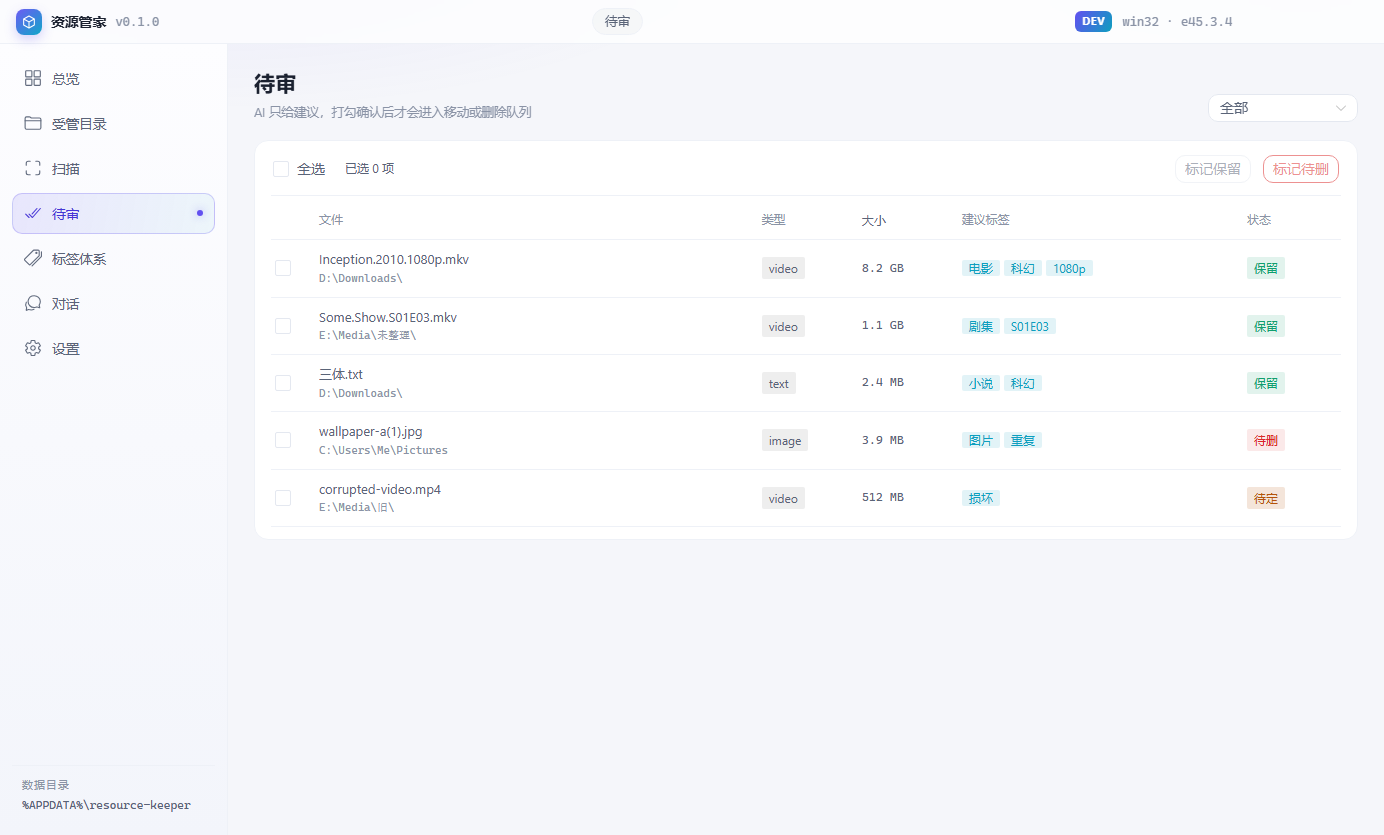 资源管家 v0.1.0
待审
DEV win32 · e45.3.4
总览
受管目录
扫描
待审
标签体系
对话
设置
数据目录
%APPDATA%\resource-keeper
待审
AI 只给建议，打勾确认后才会进入移动或删除队列
全部
全选 已选 0 项 标记保留 标记待删
文件 类型 大小 建议标签 状态
Inception.2010.1080p.mkv
D:\Downloads\
video 8.2 GB 电影 科幻 1080p 保留
Some.Show.S01E03.mkv
E:\Media\未整理\
video 1.1 GB 剧集 S01E03 保留
三体.txt
D:\Downloads\
text 2.4 MB 小说 科幻 保留
wallpaper-a(1).jpg
C:\Users\Me\Pictures
image 3.9 MB 图片 重复 待删
corrupted-video.mp4
E:\Media\旧\
video 512 MB 损坏 待定